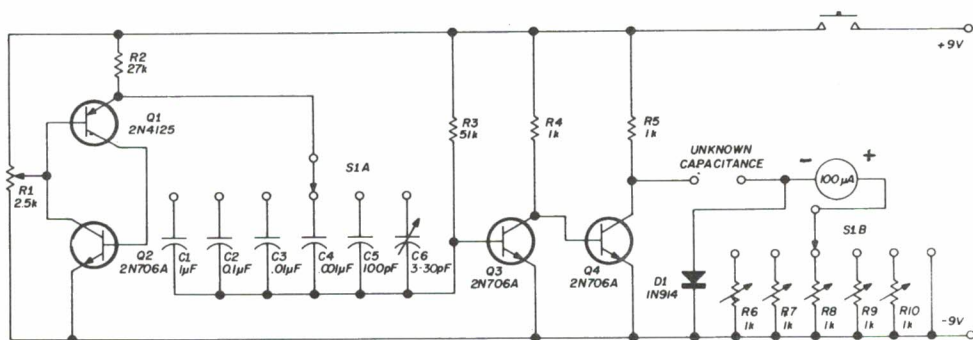 +9V
R2
27k
Q1
2N4125
R1
2.5k
Q2
2N706A
S1A
C1
1µF
C2
0.1µF
C3
.01µF
C4
.001µF
C5
100pF
C6
3-30pF
R3
51k
R4
1k
R5
1k
Q3
2N706A
Q4
2N706A
UNKNOWN
CAPACITANCE
- +
100µA
S1B
D1
1N914
R6
1k
R7
1k
R8
1k
R9
1k
R10
1k
-9V